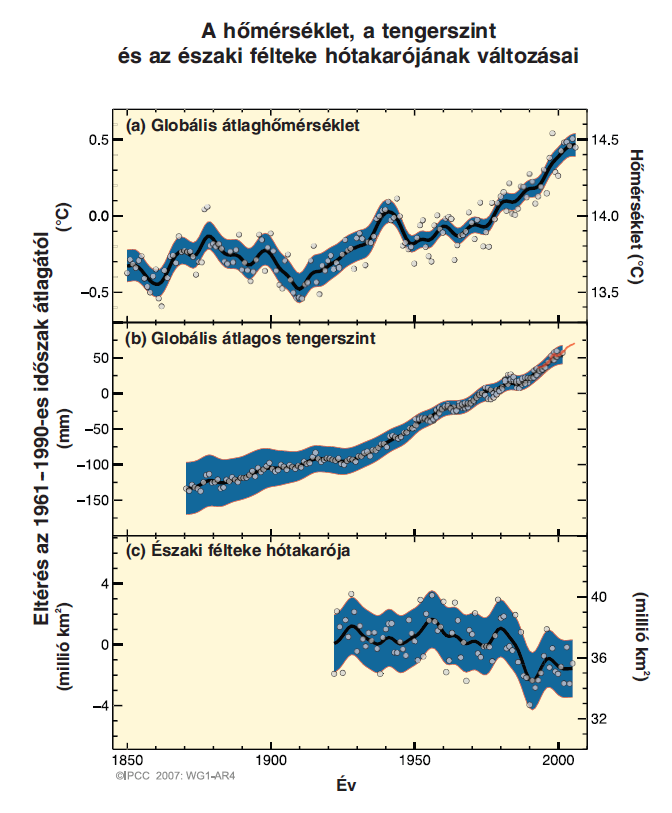 A hőmérséklet, a tengerszint
és az északi félteke hótakarójának változásai
(a) Globális átlaghőmérséklet
0.5
0.0
−0.5
(°C)
14.5
14.0
13.5
Hőmérséklet (°C)
Eltérés az 1961−1990-es időszak átlagától
(b) Globális átlagos tengerszint
50
0
−50
−100
−150
(mm)
(c) Északi félteke hótakarója
4
0
−4
(millió km²)
40
36
32
(millió km²)
1850
1900
1950
2000
©IPCC 2007: WG1-AR4
Év